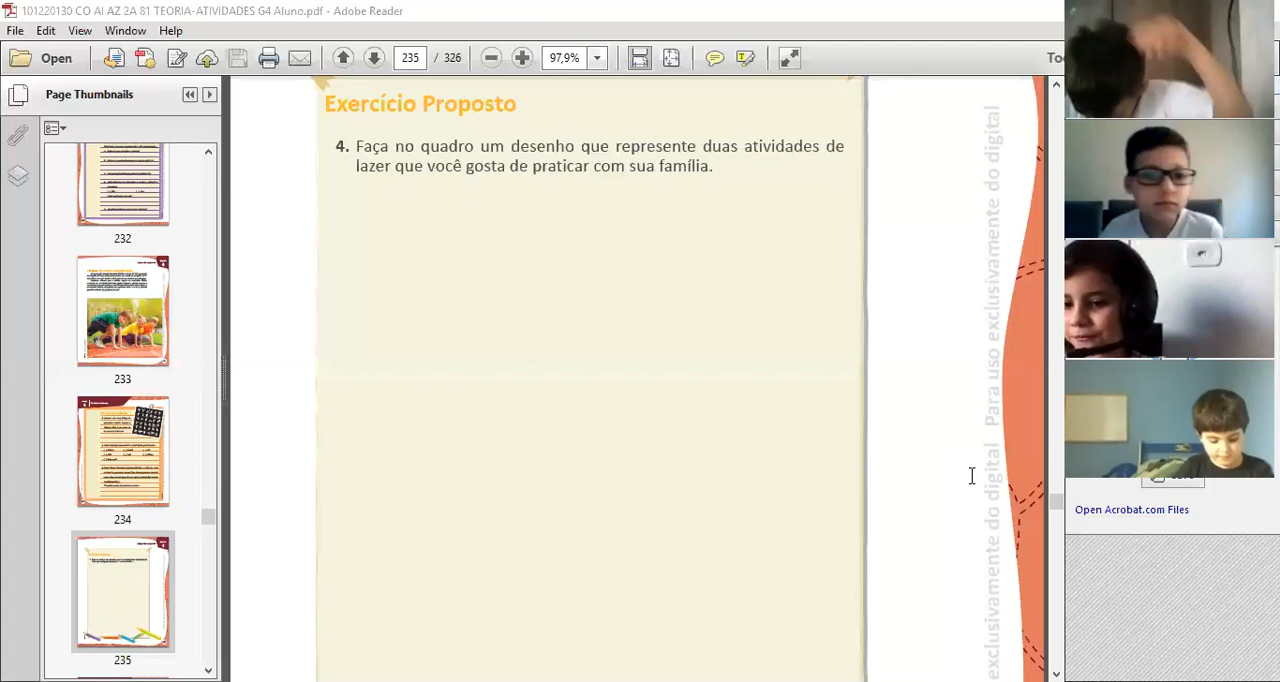 101220130 CO AI AZ 2A 81 TEORIA-ATIVIDADES G4 Aluno.pdf - Adobe Reader
File Edit View Window Help
Open 235 / 326 97,9% Too
Page Thumbnails
232
233
234
235
Exercício Proposto
4. Faça no quadro um desenho que represente duas atividades de
lazer que você gosta de praticar com sua família.
exclusivamente do digital Para uso exclusivamente do digital
Open Acrobat.com Files